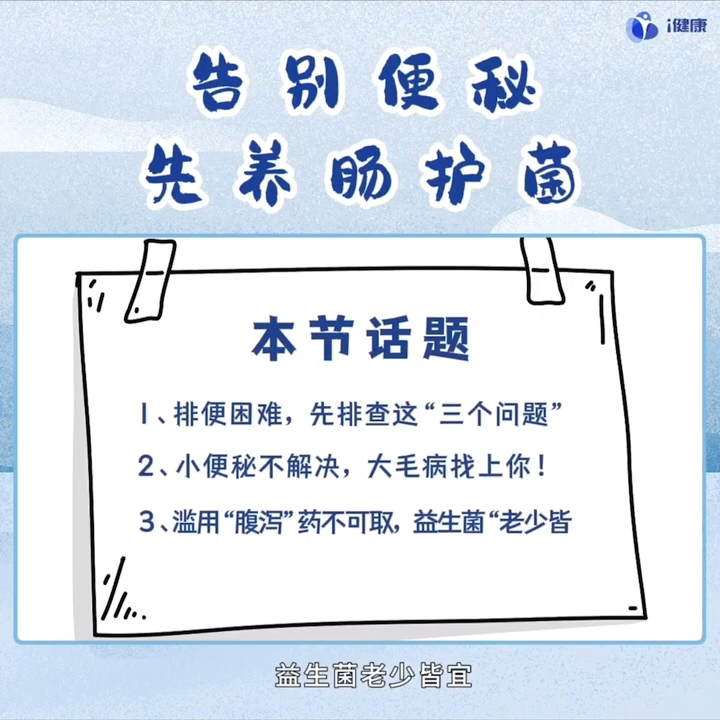 i健康
告别便秘
先养肠护菌
本节话题
1、排便困难，先排查这“三个问题”
2、小便秘不解决，大毛病找上你！
3、滥用“腹泻”药不可取，益生菌“老少皆
益生菌老少皆宜